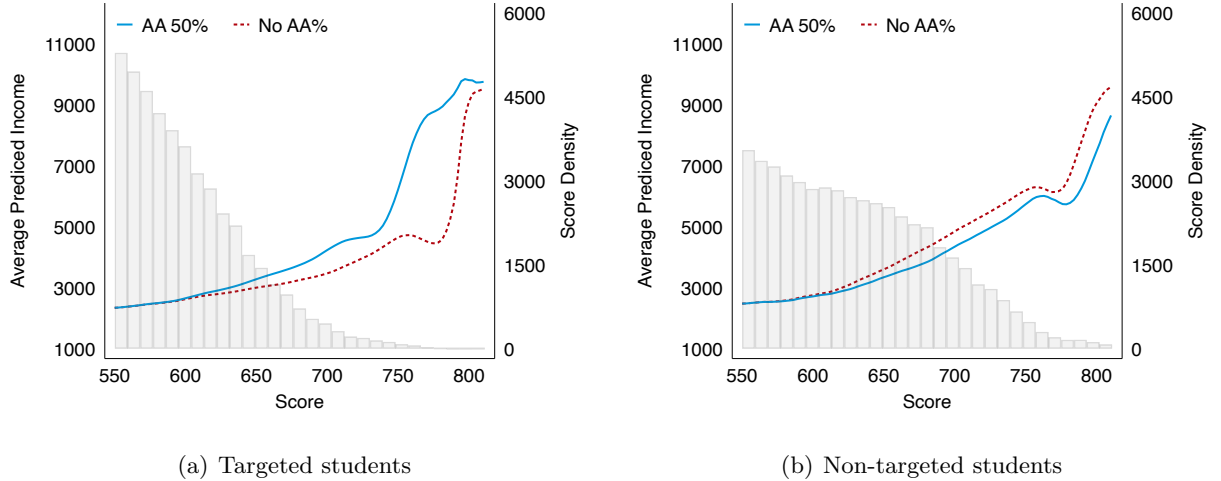 AA 50% No AA%
11000
9000
7000
5000
3000
1000
Average Prediced Income
6000
4500
3000
1500
0
Score Density
550 600 650 700 750 800
Score
(a) Targeted students
AA 50% No AA%
11000
9000
7000
5000
3000
1000
Average Prediced Income
6000
4500
3000
1500
0
Score Density
550 600 650 700 750 800
Score
(b) Non-targeted students